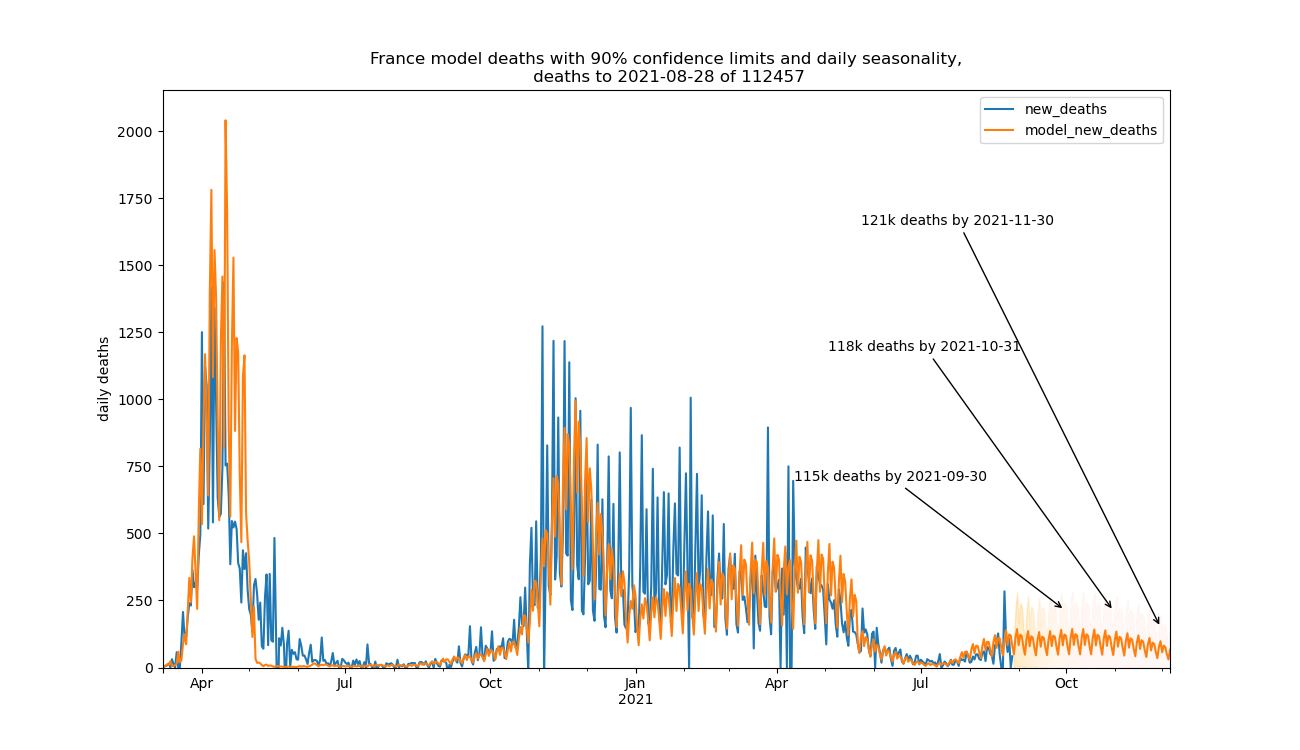 France model deaths with 90% confidence limits and daily seasonality,
deaths to 2021-08-28 of 112457
new_deaths
model_new_deaths
daily deaths
2000
1750
1500
1250
1000
750
500
250
0
121k deaths by 2021-11-30
118k deaths by 2021-10-31
115k deaths by 2021-09-30
Apr Jul Oct Jan Apr Jul Oct
2021